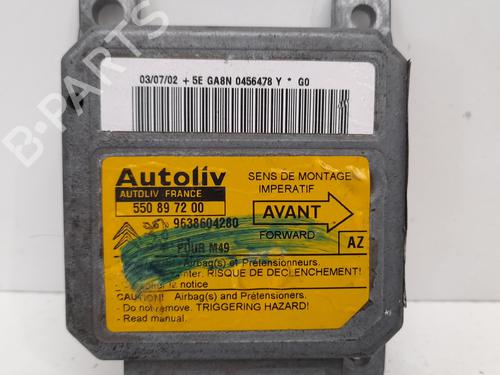 03/07/02 + 5E GA8N 0456478 Y * G0
Autoliv
AUTOLIV FRANCE
550 89 72 00
9638604280
POUR M49
SENS DE MONTAGE
IMPERATIF
AVANT
FORWARD
AZ
Airbag(s) et Prétensionneurs.
RISQUE DE DECLENCHEMENT!
la notice
CAUTION! Airbag(s) and Prétensioners.
- Do not remove. TRIGGERING HAZARD!
- Read manual.
B-PARTS